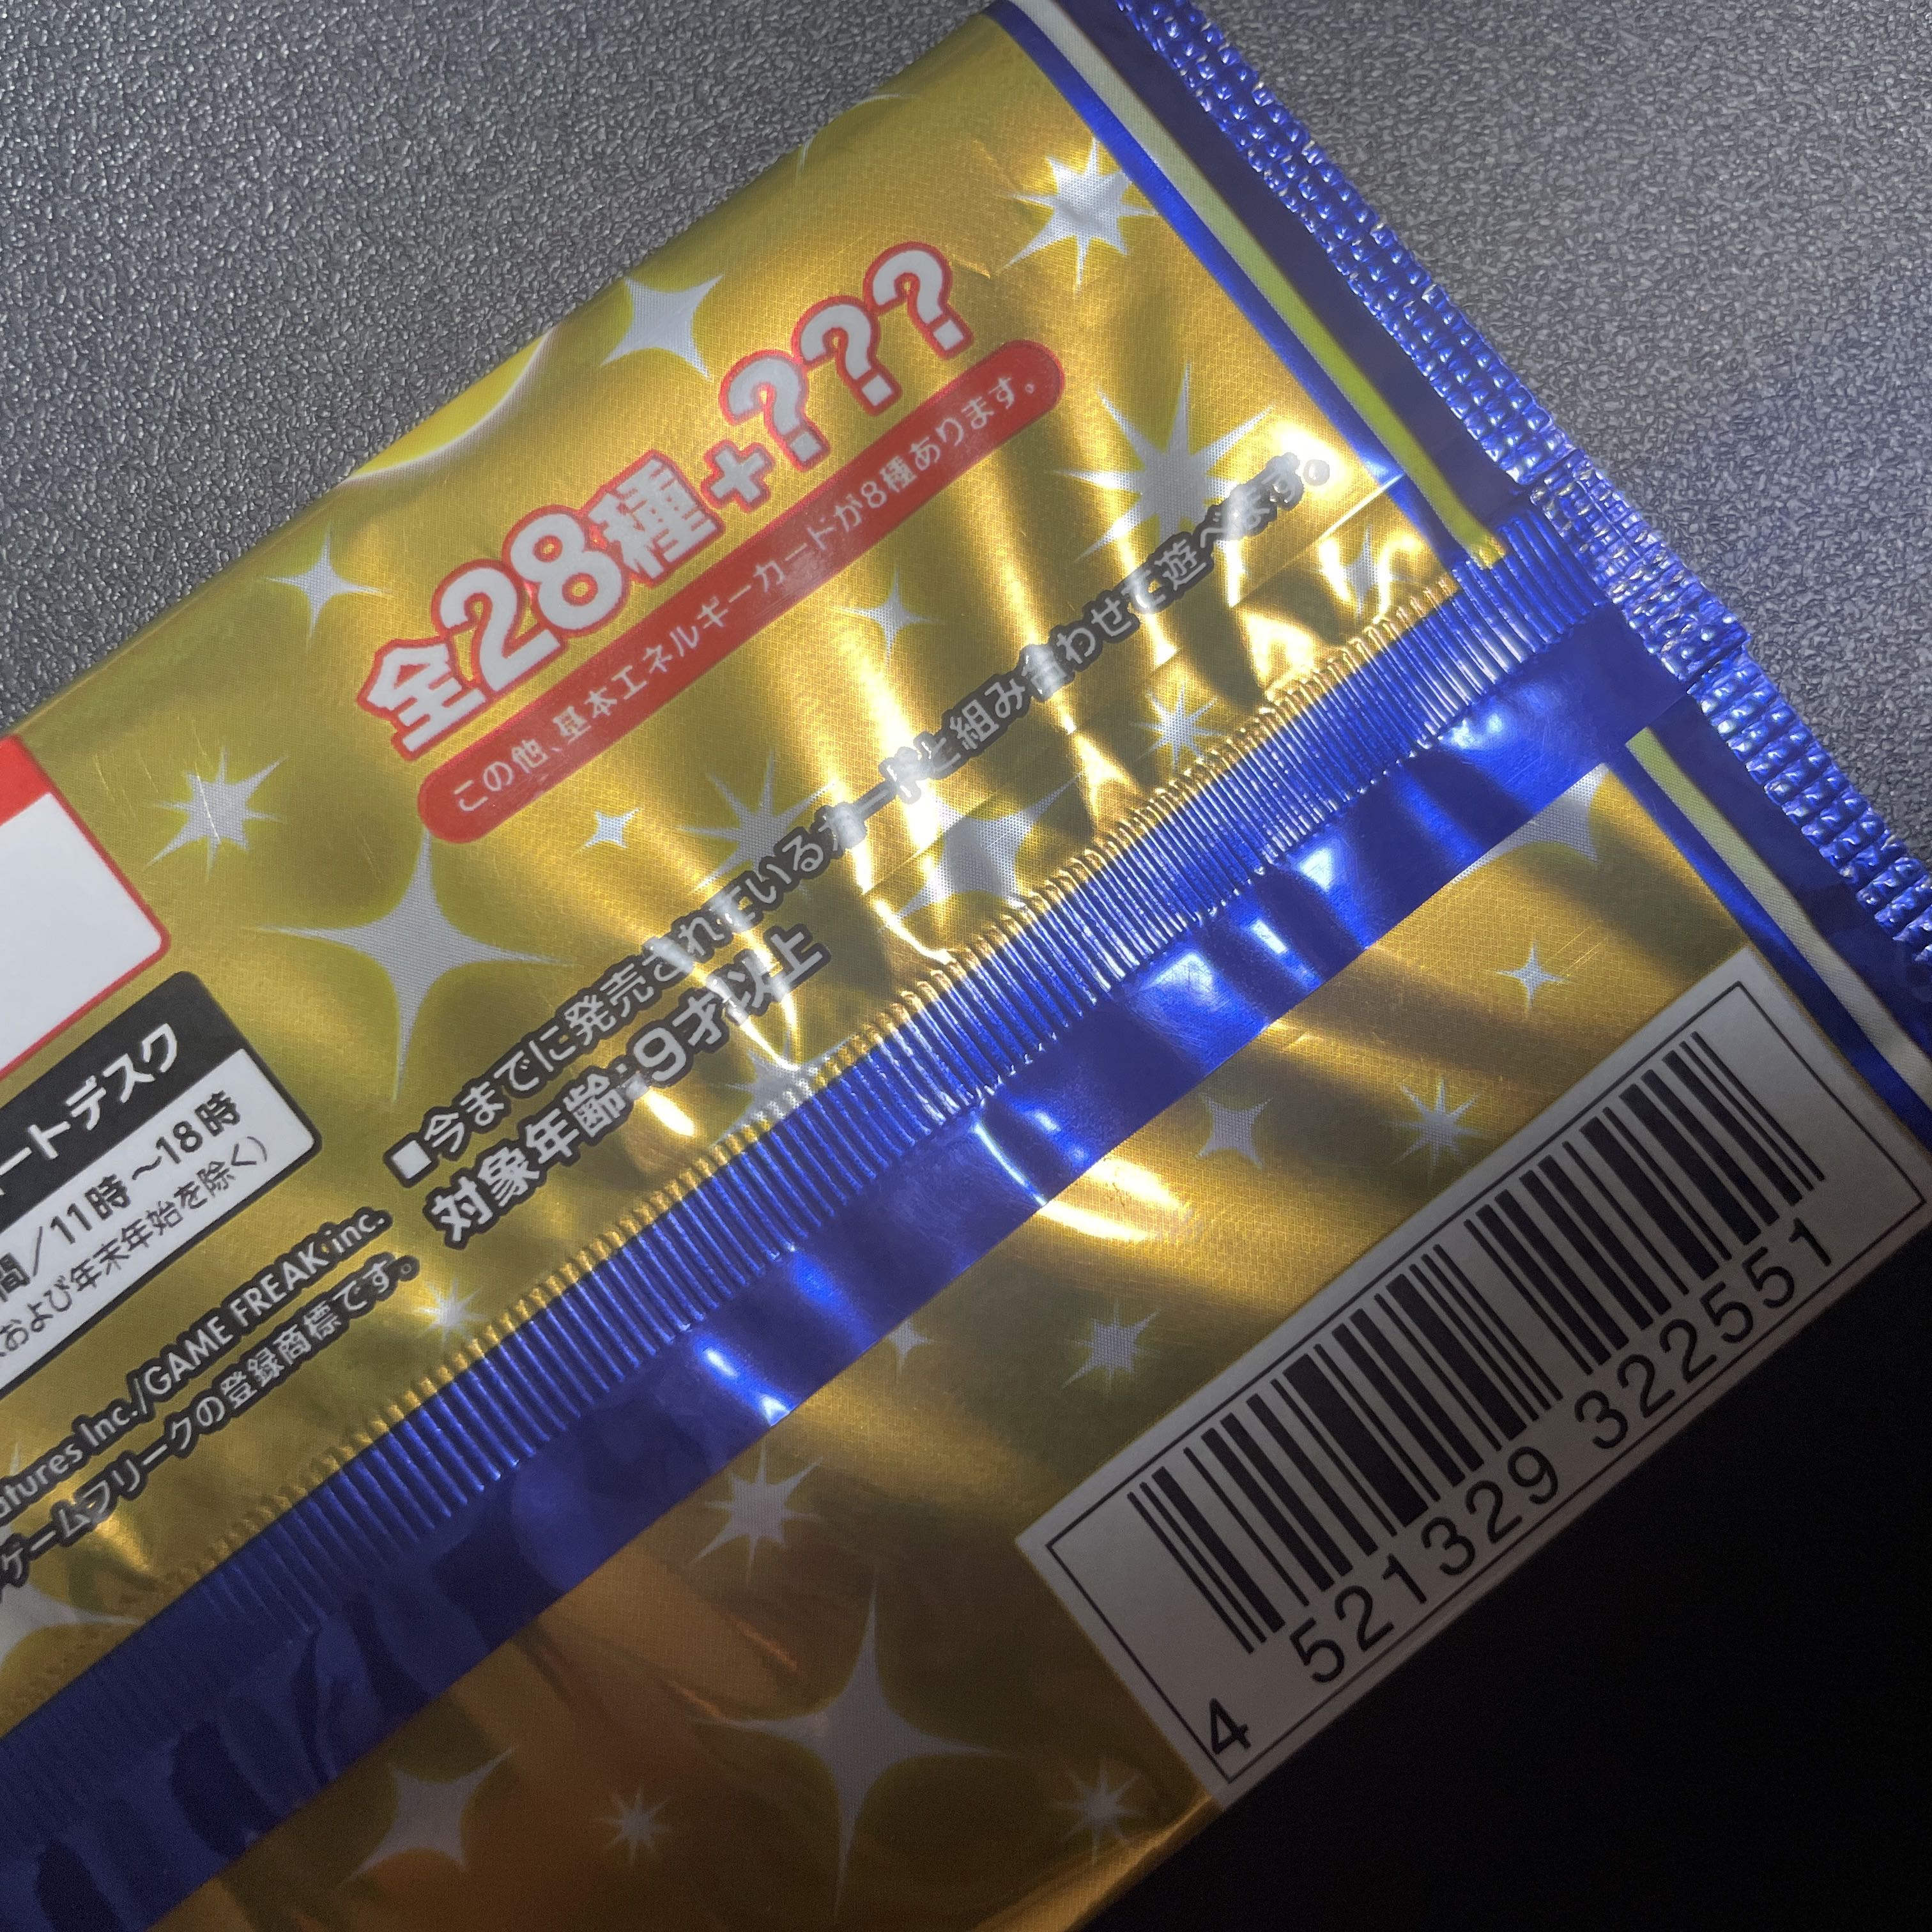 全28種+???
この他、基本エネルギーカードが8種あります。
■今までに発売されているカードと組み合わせて遊べます。
対象年齢:9才以上
ートデスク
間/11時～18時
および年末年始を除く)
atures Inc./GAME FREAK inc.
ゲームフリークの登録商標です。
4 521329 322551